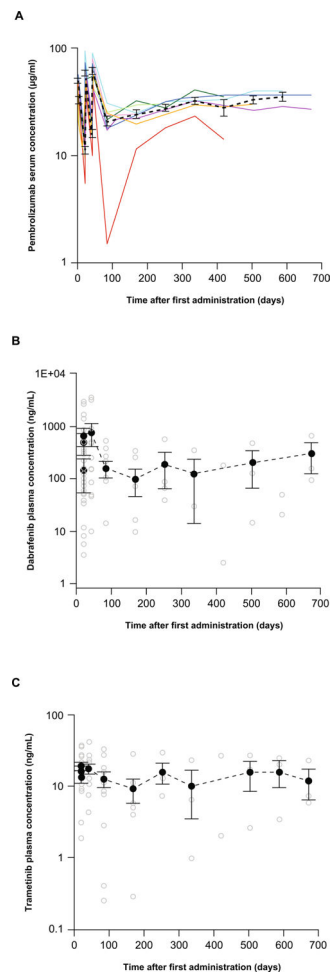 A
Pembrolizumab serum concentration (µg/ml)
100
10
1
0 100 200 300 400 500 600 700
Time after first administration (days)
B
Dabrafenib plasma concentration (ng/mL)
1E+04
1000
100
10
1
0 100 200 300 400 500 600 700
Time after first administration (days)
C
Trametinib plasma concentration (ng/mL)
100
10
1
0.1
0 100 200 300 400 500 600 700
Time after first administration (days)